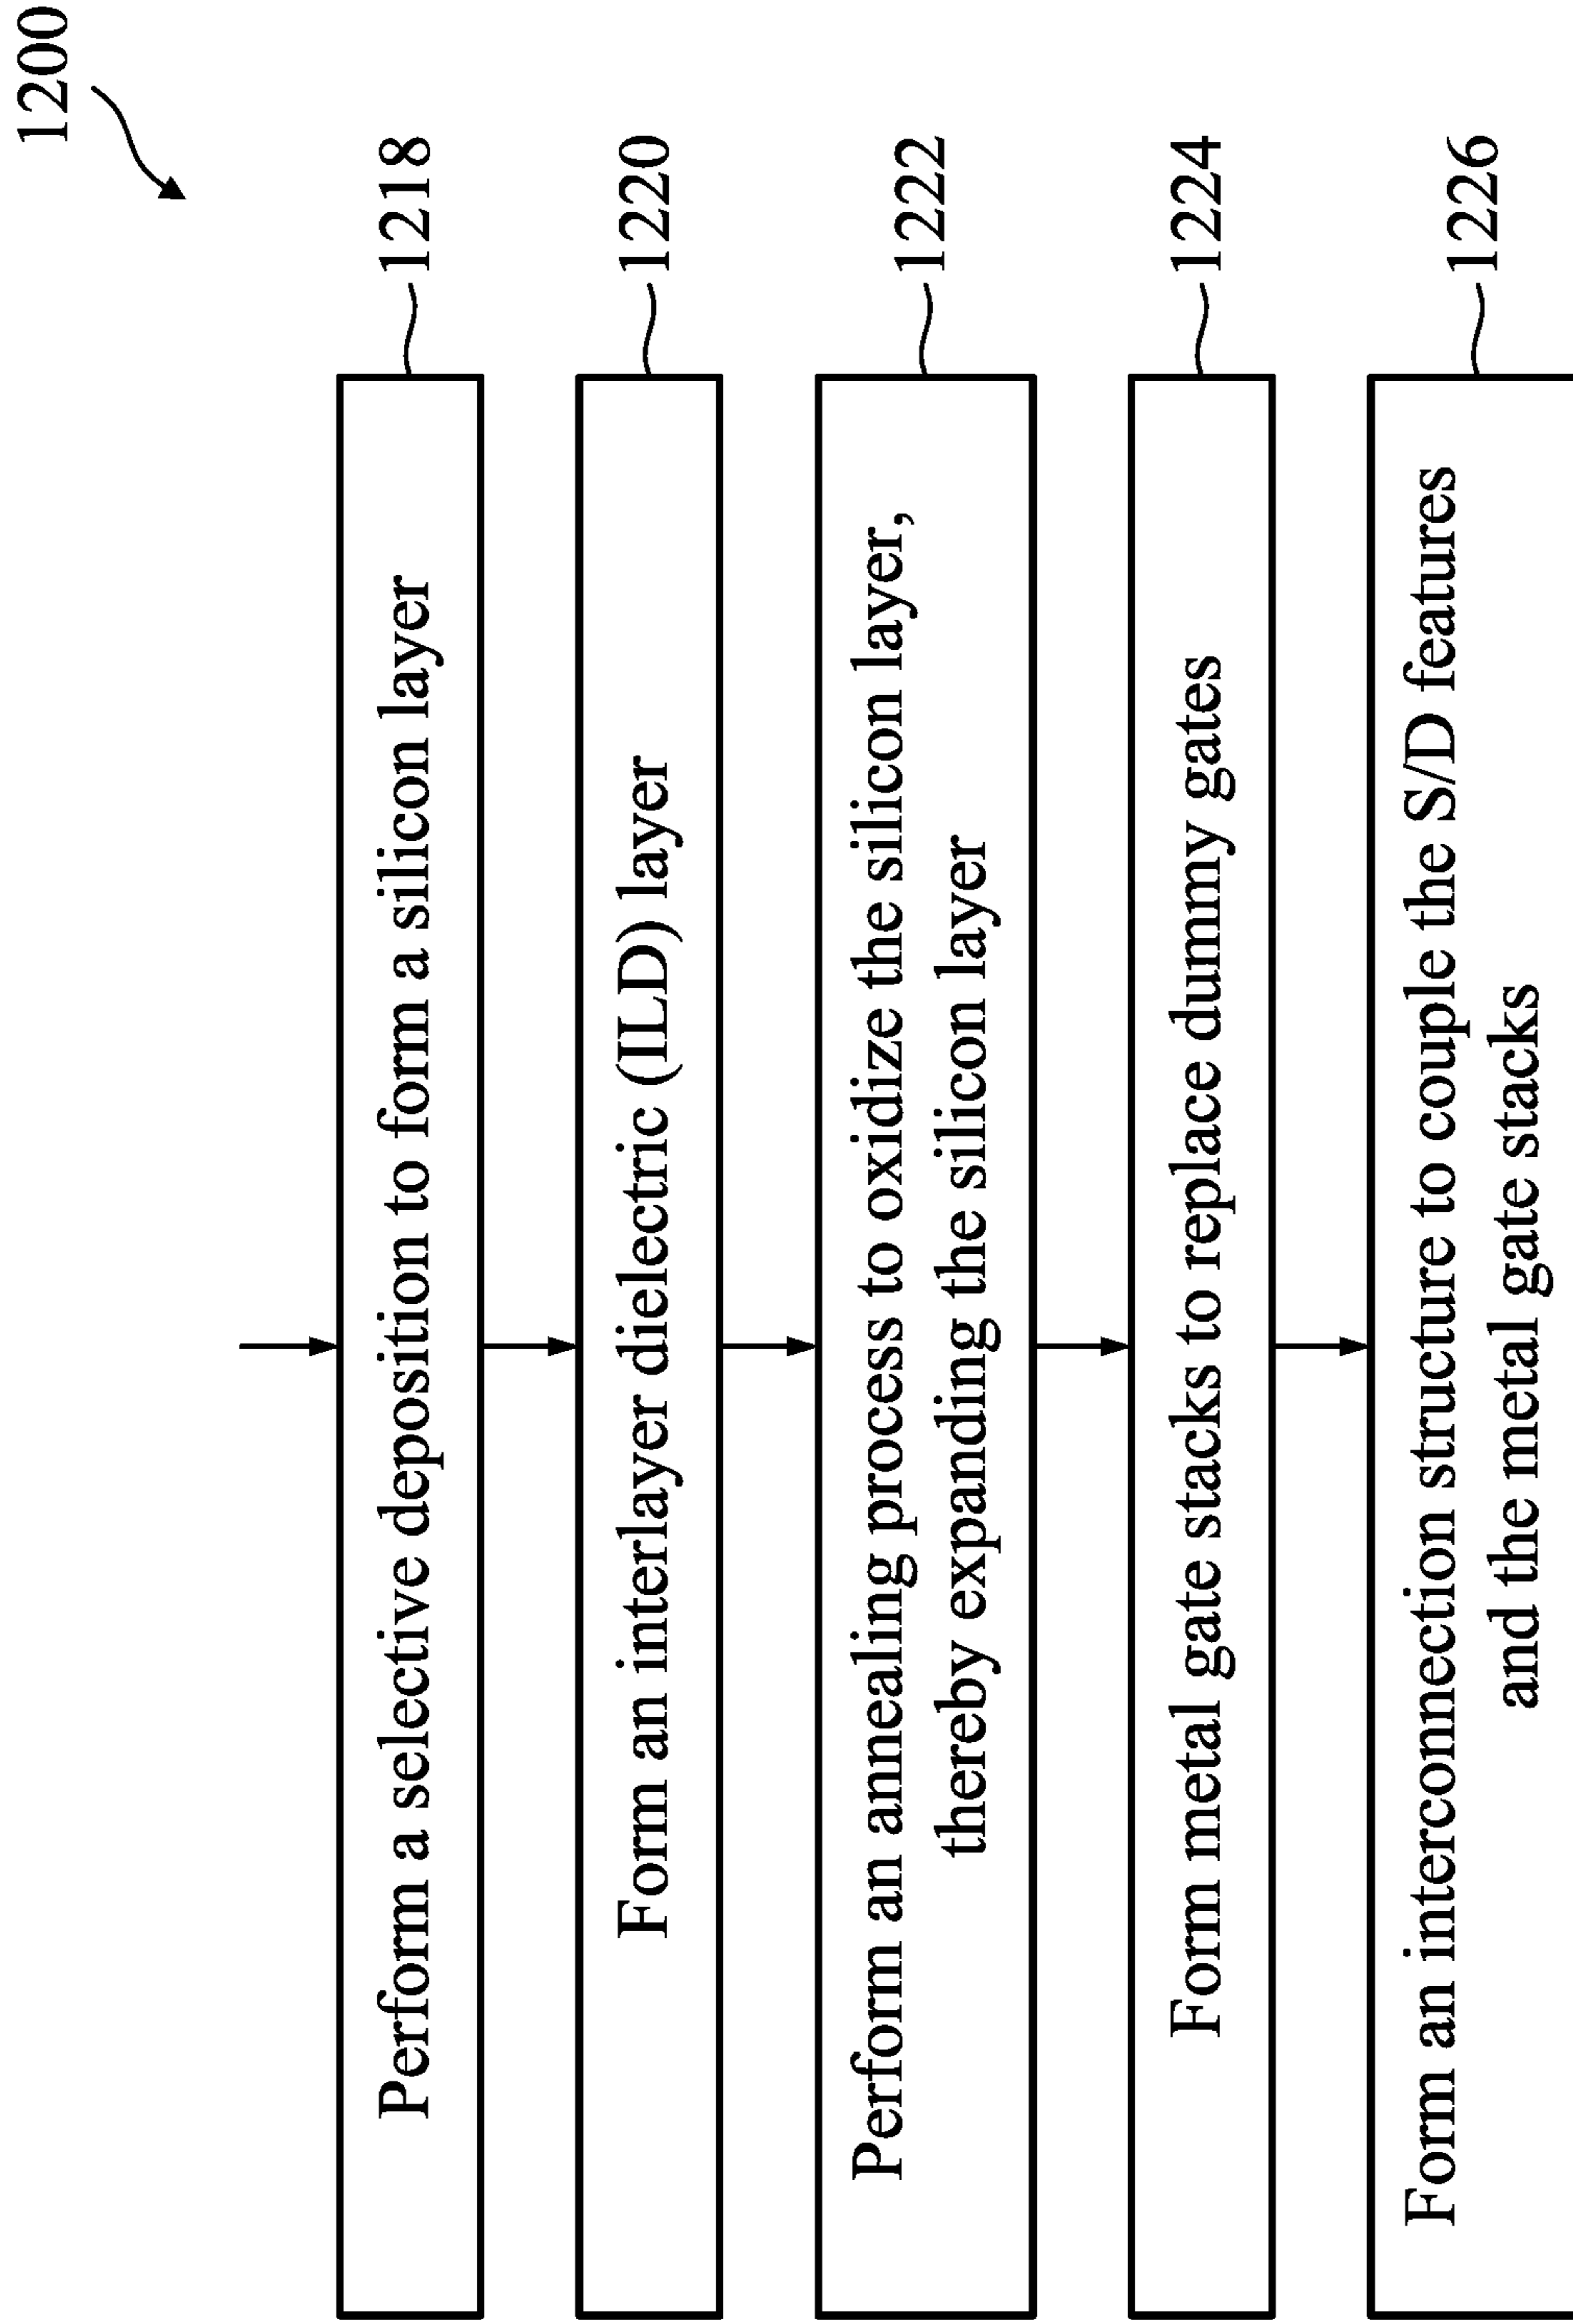 1200
Perform a selective deposition to form a silicon layer
1218
Form an interlayer dielectric (ILD) layer
1220
Perform an annealing process to oxidize the silicon layer,
thereby expanding the silicon layer
1222
Form metal gate stacks to replace dummy gates
1224
Form an interconnection structure to couple the S/D features
and the metal gate stacks
1226